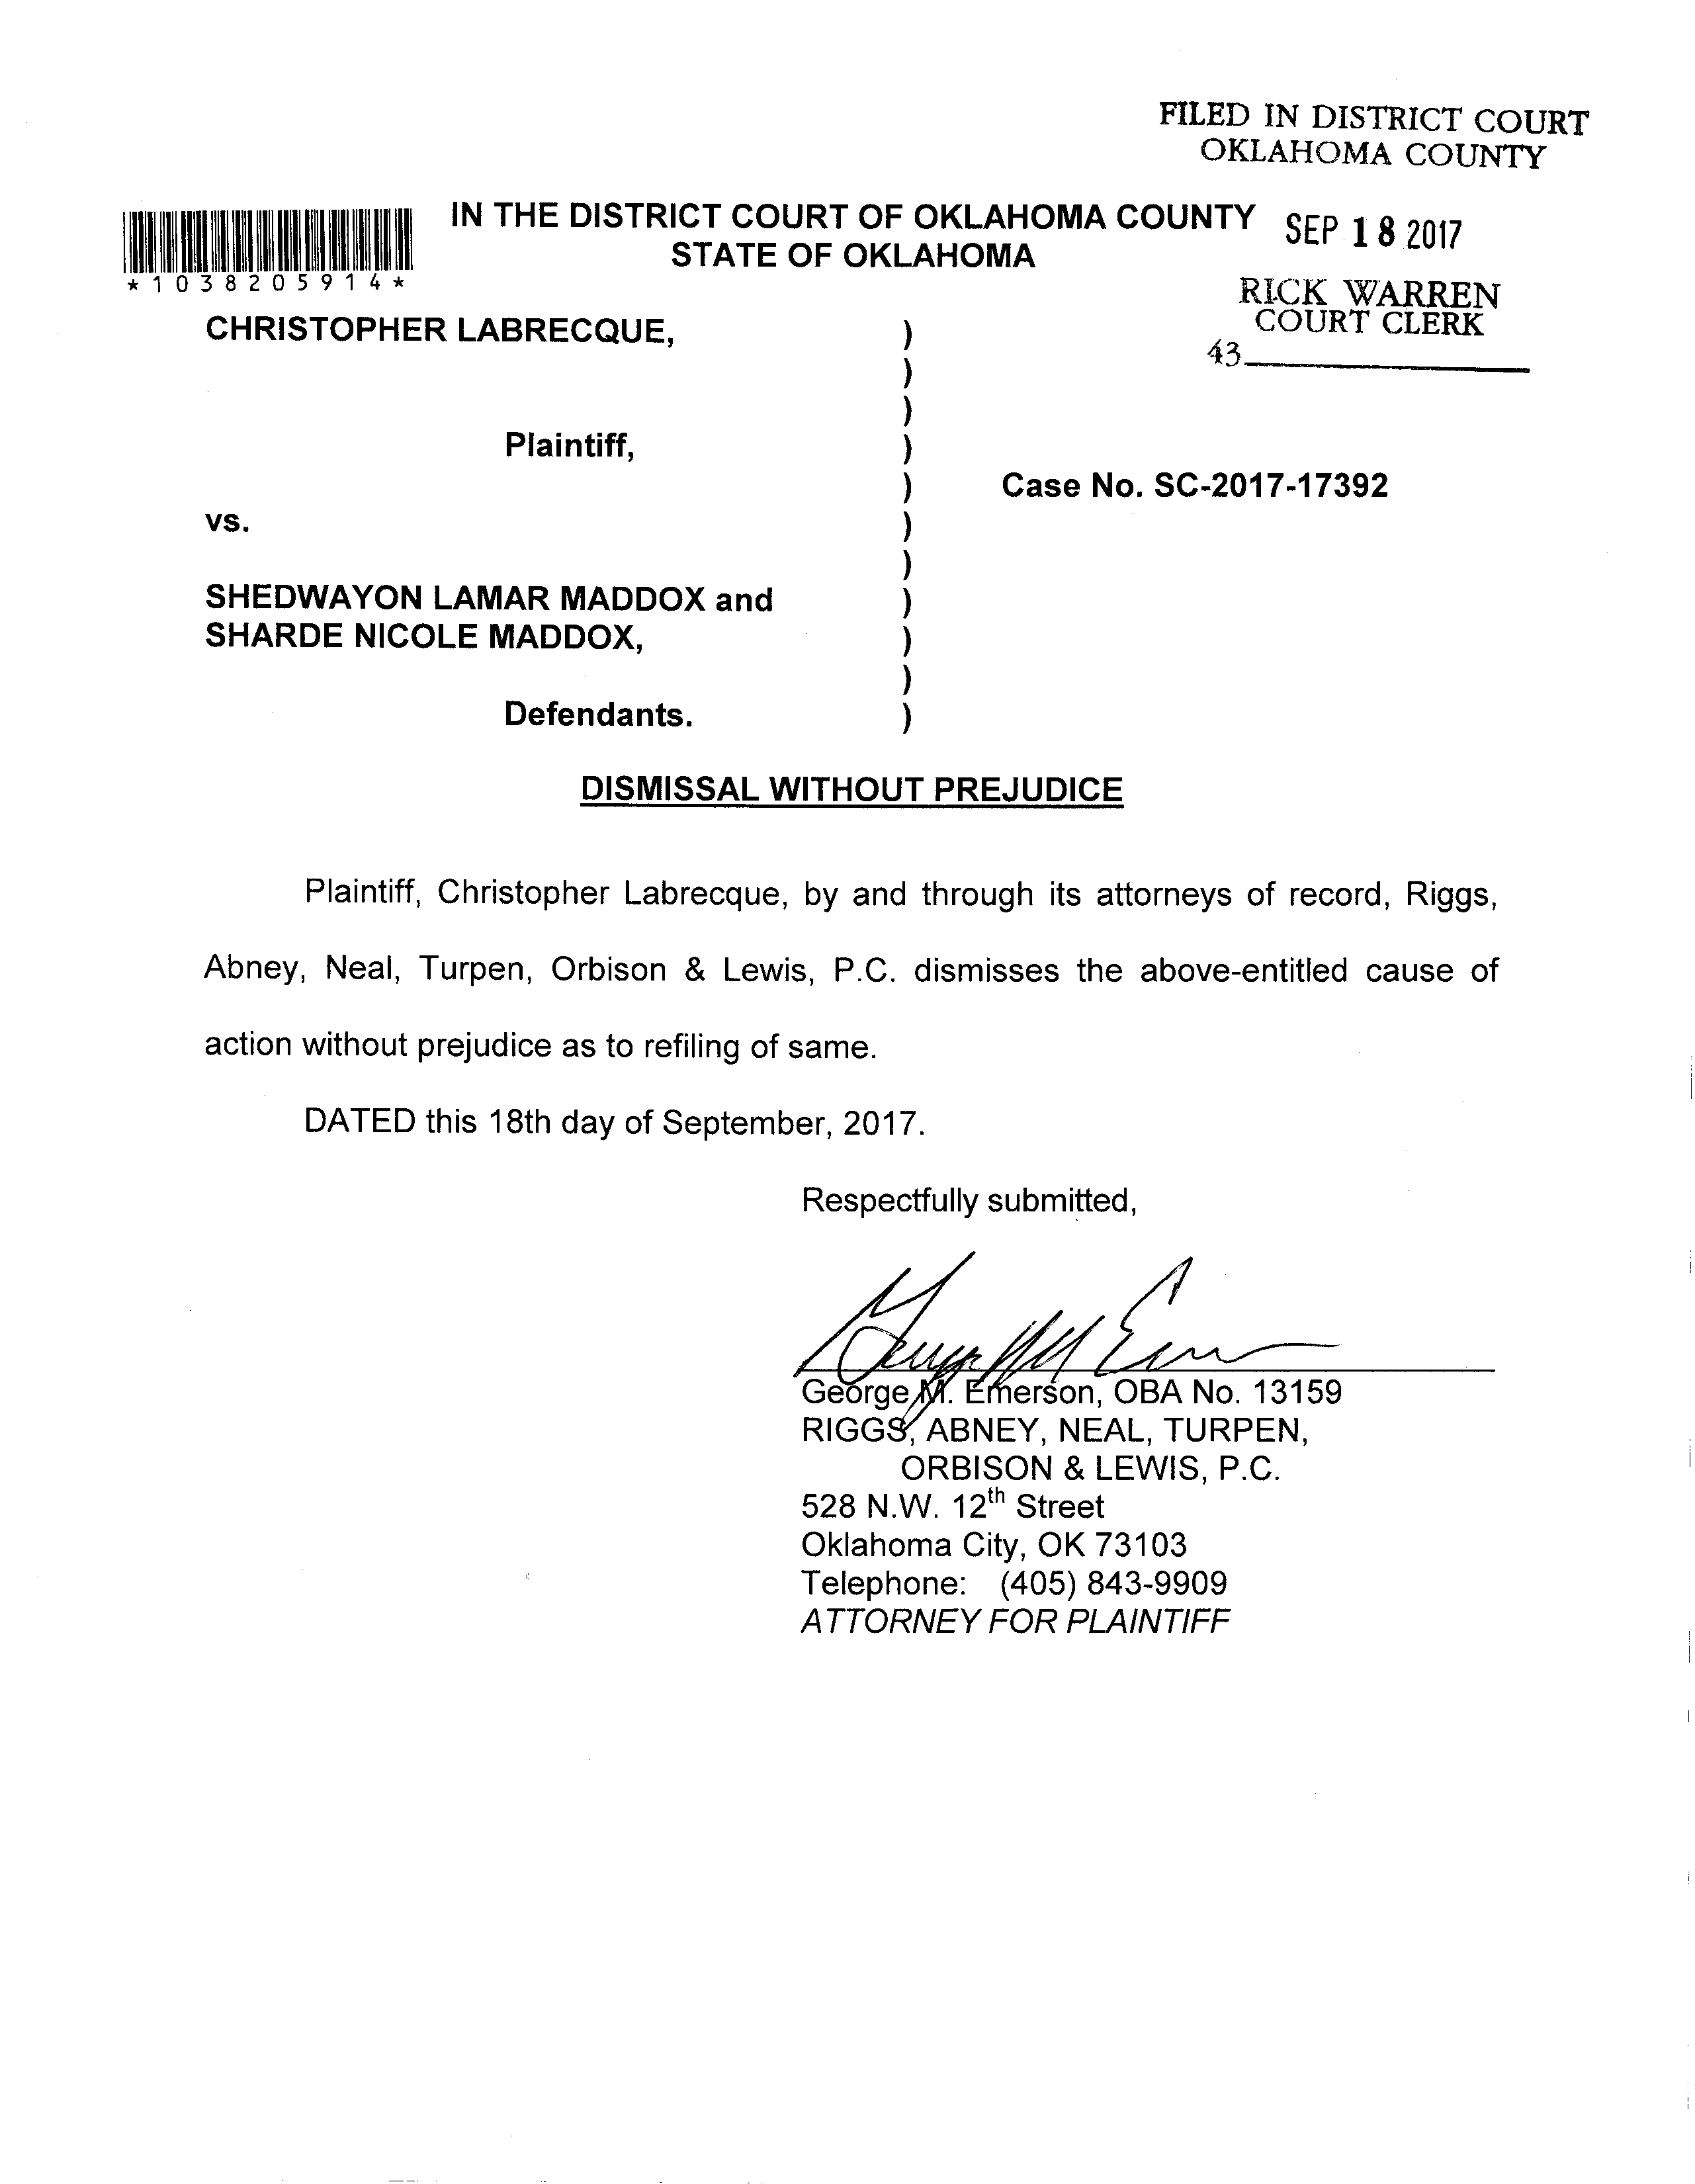 FILED IN DISTRICT COURT
OKLAHOMA COUNTY
IN THE DISTRICT COURT OF OKLAHOMA COUNTY
STATE OF OKLAHOMA
SEP 18 2017
*1038205914*
RICK WARREN
COURT CLERK
43
CHRISTOPHER LABRECQUE, )
)
)
Plaintiff, )
) Case No. SC-2017-17392
vs. )
)
SHEDWAYON LAMAR MADDOX and )
SHARDE NICOLE MADDOX, )
)
Defendants. )
DISMISSAL WITHOUT PREJUDICE
Plaintiff, Christopher Labrecque, by and through its attorneys of record, Riggs,
Abney, Neal, Turpen, Orbison & Lewis, P.C. dismisses the above-entitled cause of
action without prejudice as to refiling of same.
DATED this 18th day of September, 2017.
Respectfully submitted,
George M. Emerson, OBA No. 13159
RIGGS, ABNEY, NEAL, TURPEN,
ORBISON & LEWIS, P.C.
528 N.W. 12th Street
Oklahoma City, OK 73103
Telephone: (405) 843-9909
ATTORNEY FOR PLAINTIFF